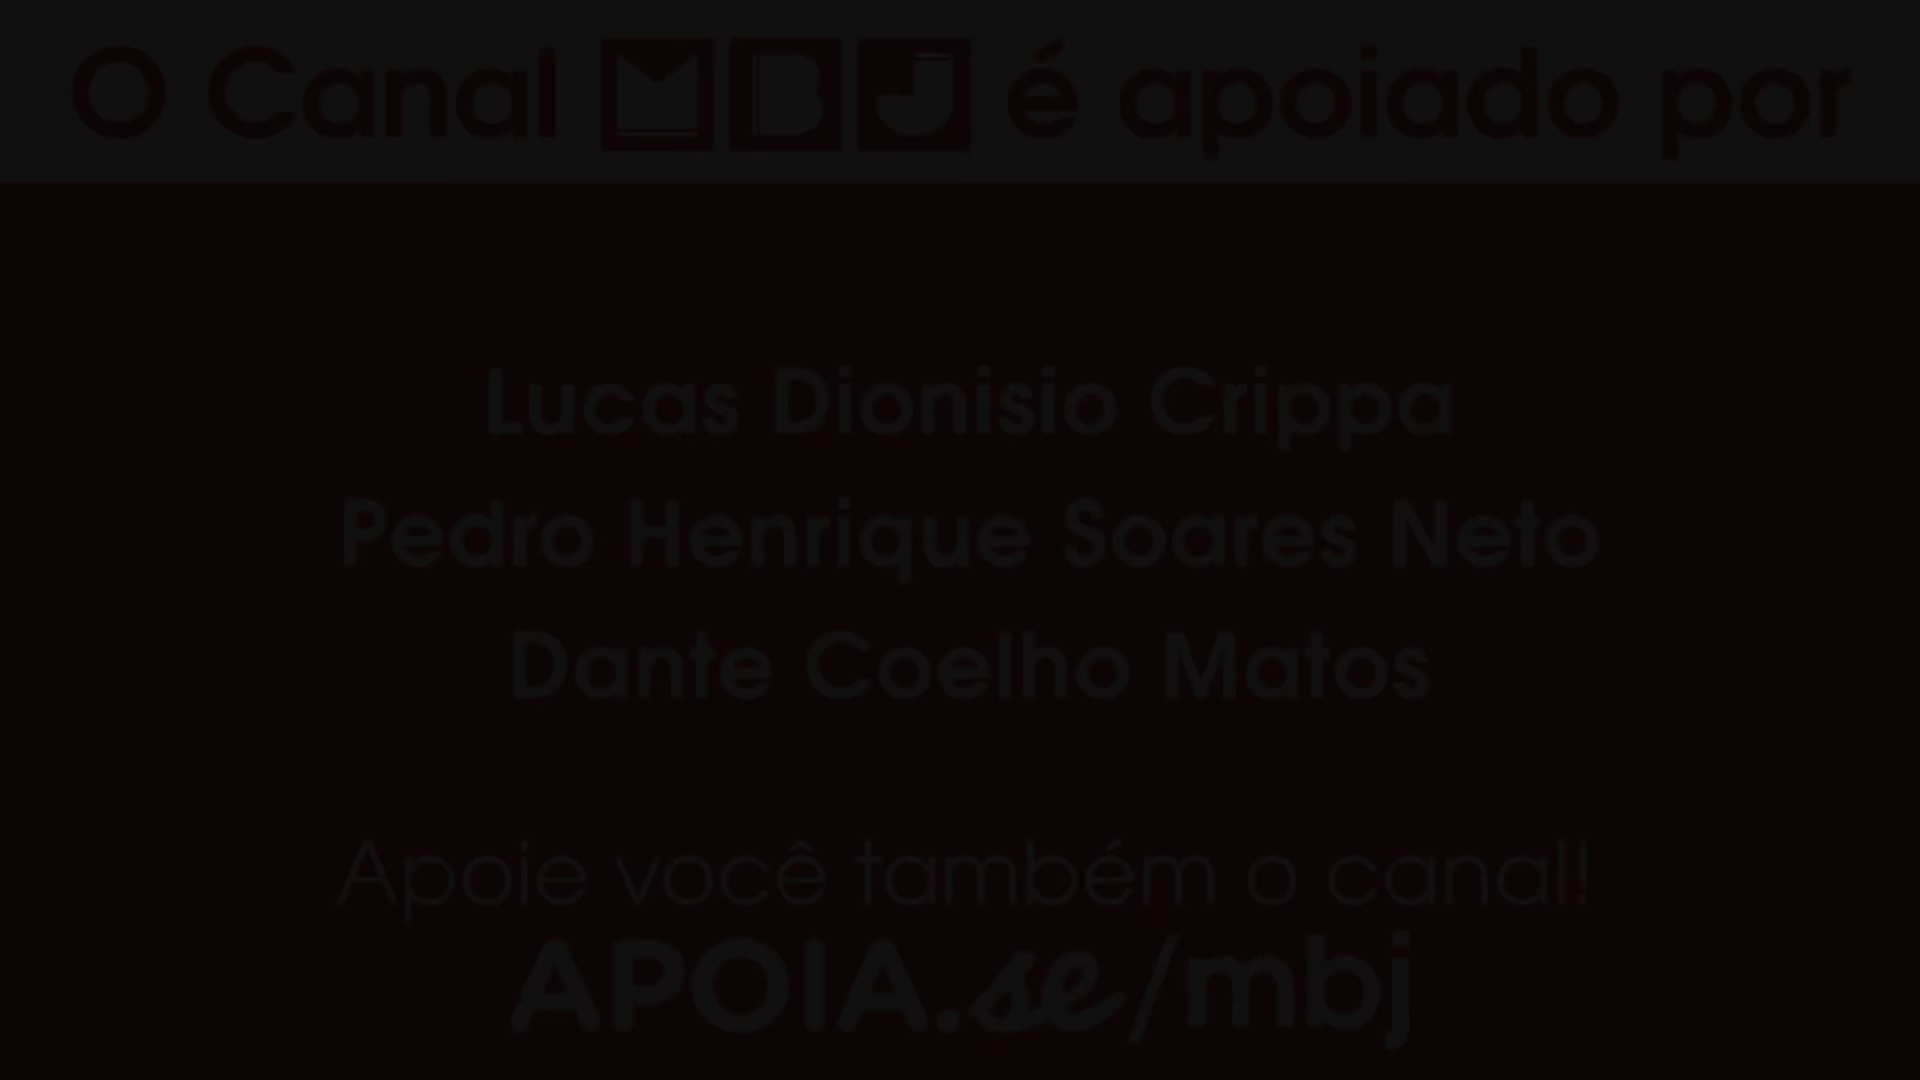 O Canal MBJ é apoiado por
Lucas Dionisio Crippa
Pedro Henrique Soares Neto
Dante Coelho Matos
Apoie você também o canal!
APOIA.se/mbj